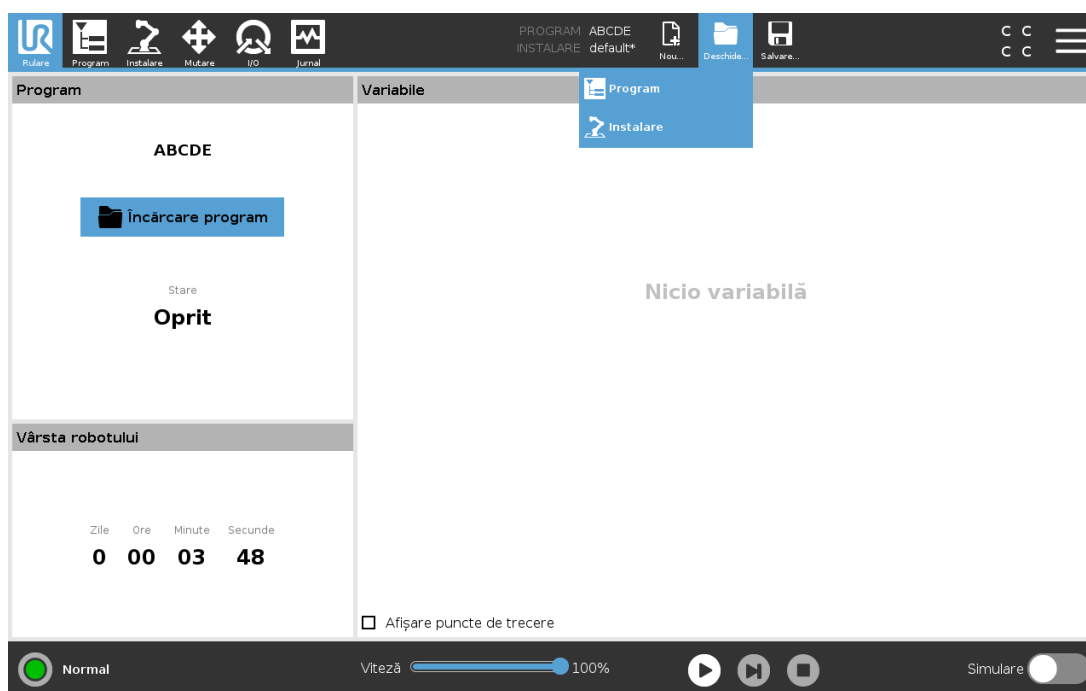 PROGRAM ABCDE
INSTALARE default*
C C
C C
Rulare Program Instalare Mutare I/O Jurnal Nou... Deschide... Salvare...
Program
Variabile
Program
Instalare
ABCDE
Încărcare program
Stare
Oprit
Nicio variabilă
Vârsta robotului
Zile Ore Minute Secunde
0 00 03 48
Afișare puncte de trecere
Normal
Viteză 100%
Simulare